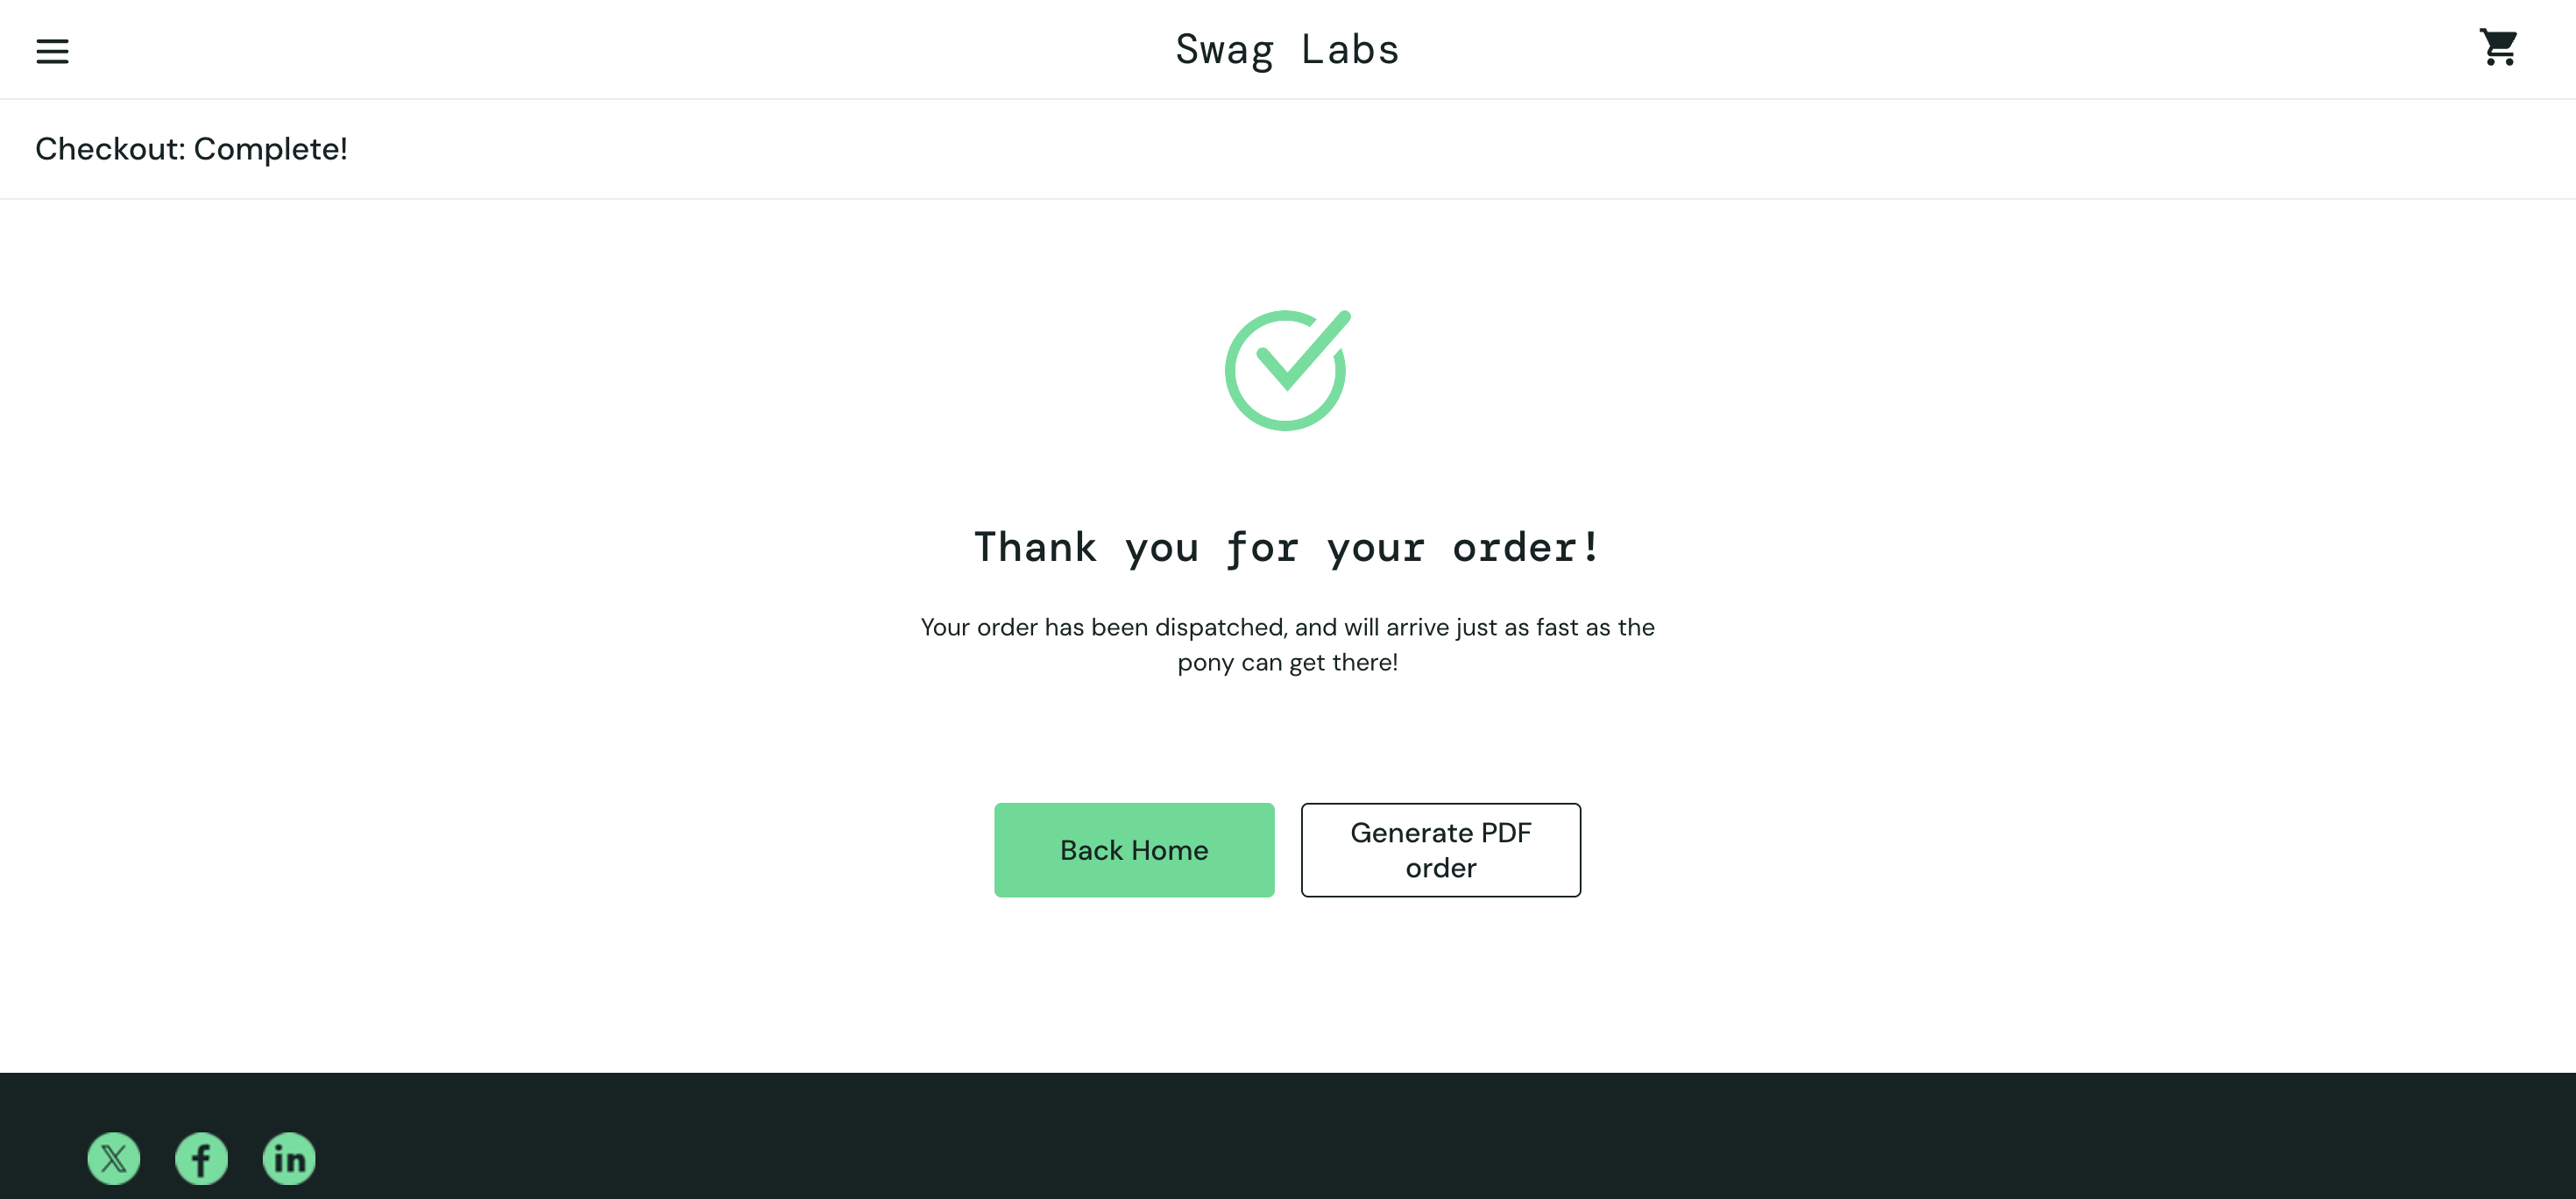 Swag Labs
Checkout: Complete!
Thank you for your order!
Your order has been dispatched, and will arrive just as fast as the
pony can get there!
Back Home
Generate PDF
order
X
f
in